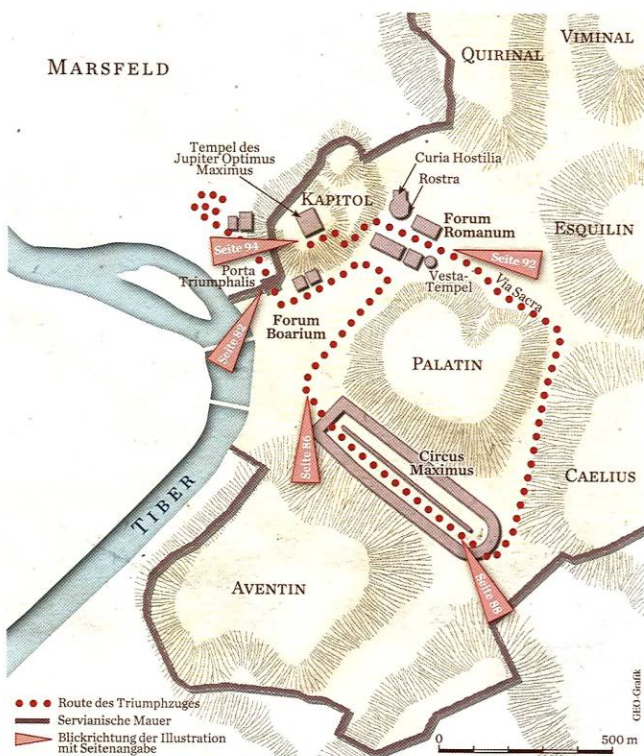 MARSFELD
QUIRINAL
VIMINAL
Tempel des
Jupiter Optimus
Maximus
KAPITOL
Curia Hostilia
Rostra
Forum
Romanum
ESQUILIN
Seite 94
Seite 92
Porta
Triumphalis
Vesta-
Tempel
Via Sacra
Seite 82
Forum
Boarium
PALATIN
Seite 86
Circus
Maximus
CAELIUS
TIBER
AVENTIN
Seite 88
Route des Triumphzuges
Servianische Mauer
Blickrichtung der Illustration
mit Seitenangabe
0 500 m
GEO-Grafik